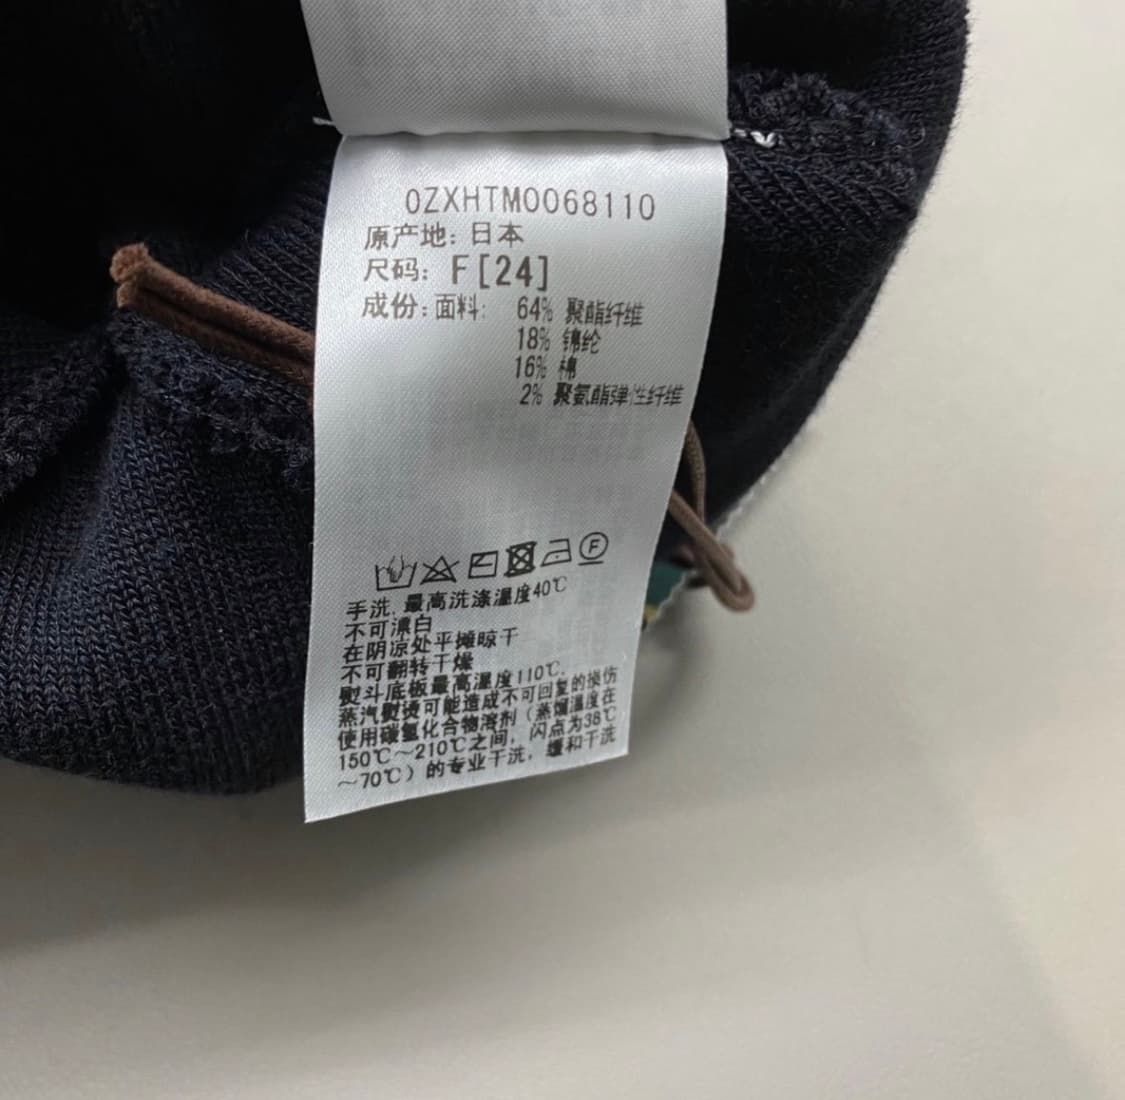 0ZXHTM0068110
原产地: 日本
尺码: F[24]
成份: 面料: 64% 聚酯纤维
18% 锦纶
16% 棉
2% 聚氨酯弹性纤维
F
手洗, 最高洗涤温度40℃
不可漂白
在阴凉处平摊晾干
不可翻转干燥
熨斗底板最高温度110℃,
蒸汽熨烫可能造成不可回复的损伤
使用碳氢化合物溶剂（蒸馏温度在
150℃～210℃之间, 闪点为38℃
～70℃）的专业干洗, 缓和干洗